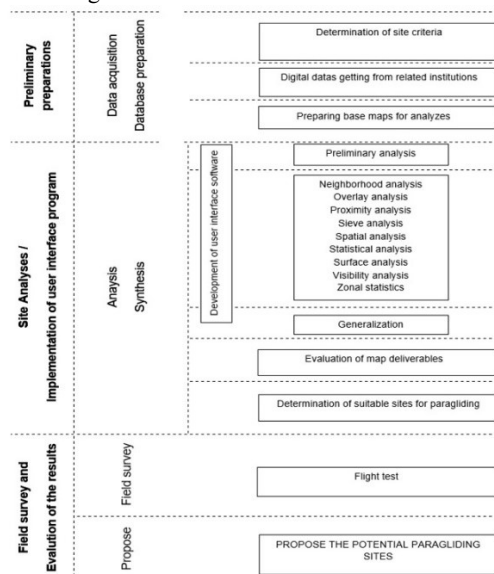 Preliminary
preparations
Data acquisition
Database preparation
Determination of site criteria
Digital datas getting from related institutions
Preparing base maps for analyzes
Site Analyses /
Implementation of user interface program
Anaysis
Synthesis
Development of user interface software
Preliminary analysis
Neighborhood analysis
Overlay analysis
Proximity analysis
Sieve analysis
Spatial analysis
Statistical analysis
Surface analysis
Visibility analysis
Zonal statistics
Generalization
Evaluation of map deliverables
Determination of suitable sites for paragliding
Field survey and
Evalution of the results
Field survey
Flight test
Propose
PROPOSE THE POTENTIAL PARAGLIDING
SITES